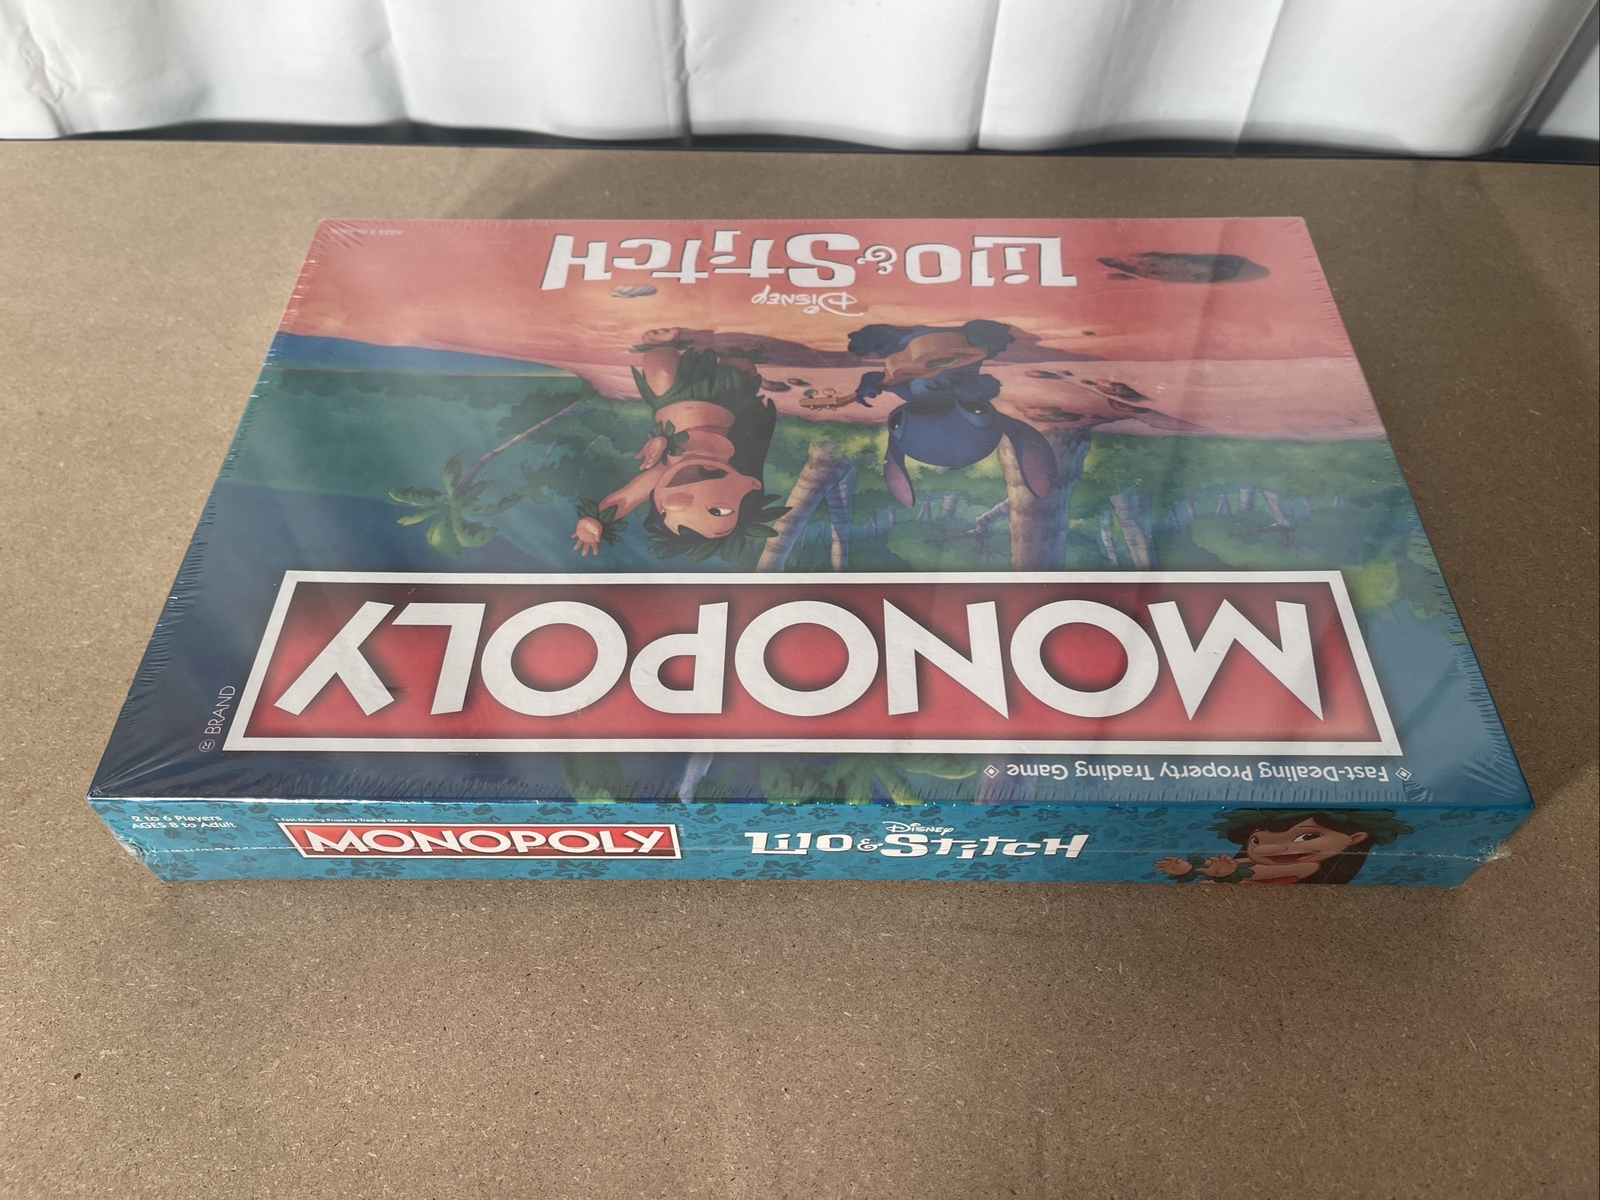 Fast-Dealing Property Trading Game
MONOPOLY
® BRAND
Disney
Lilo & Stitch
2 to 6 Players
AGES 8 to Adult
Fast-Dealing Property Trading Game
MONOPOLY
Disney
Lilo & Stitch